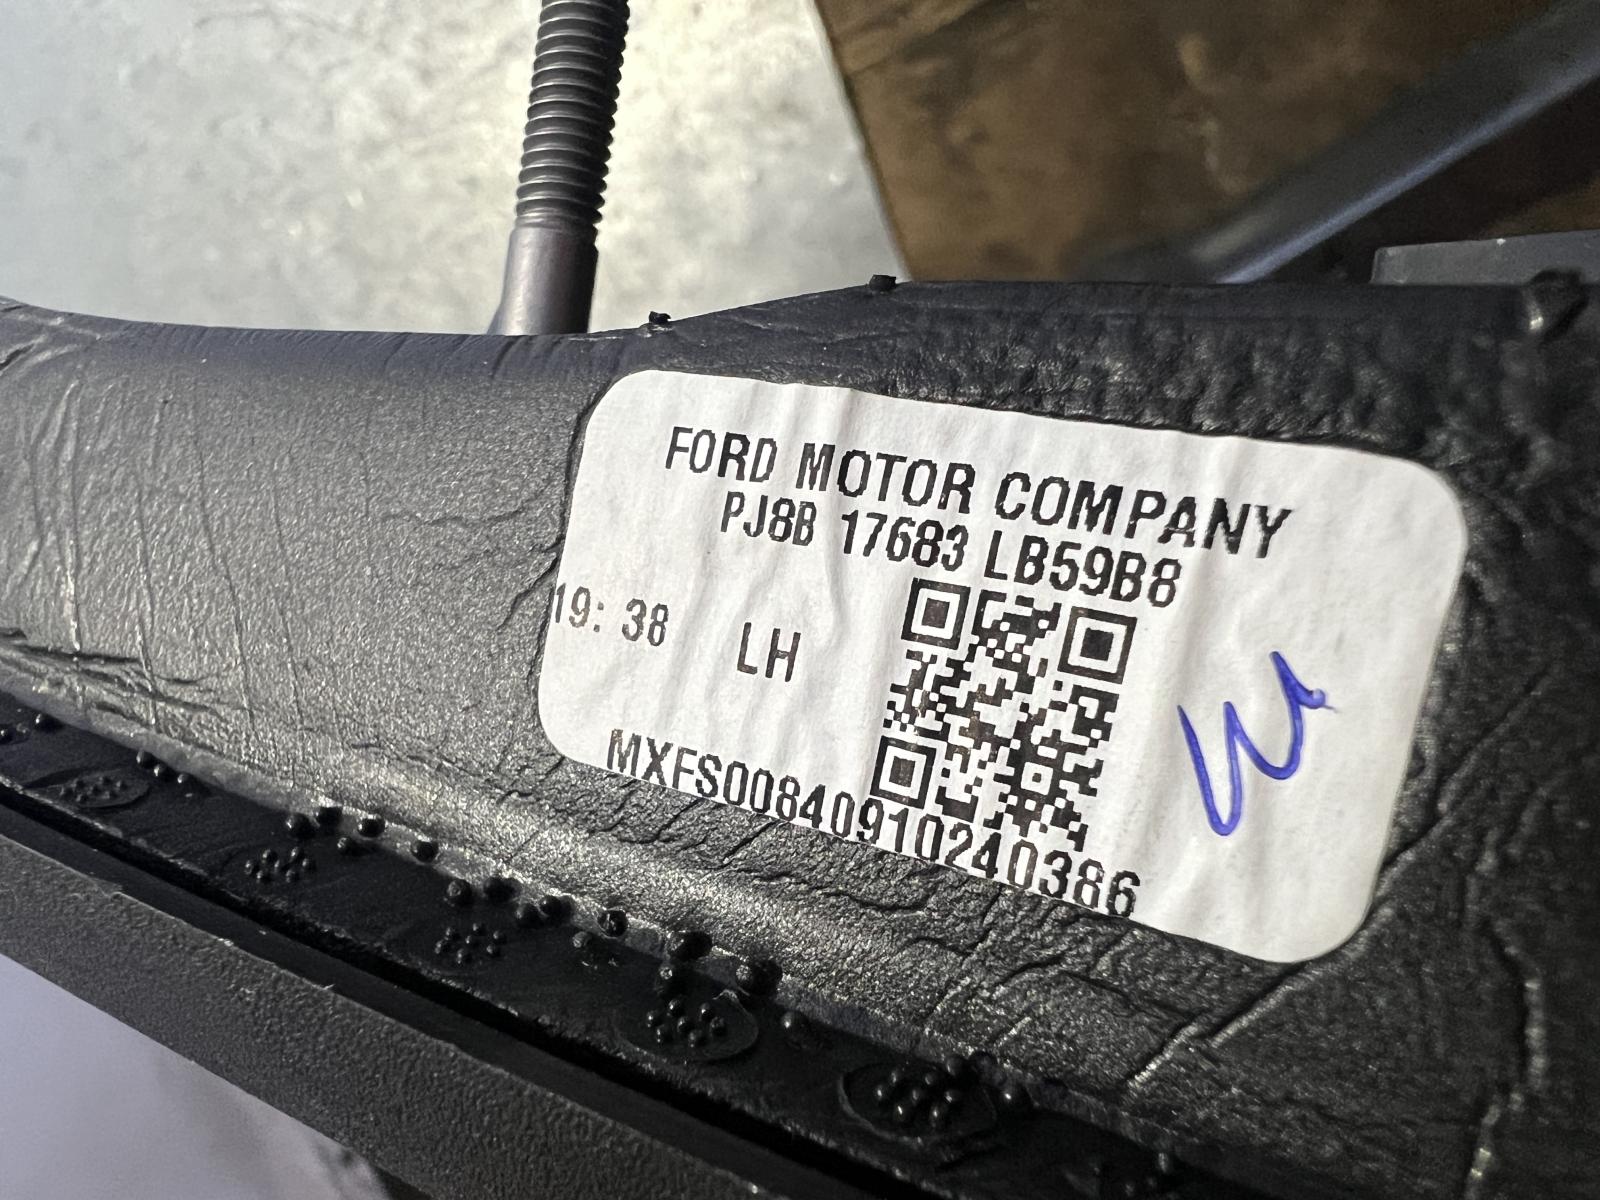 FORD MOTOR COMPANY
PJ8B 17683 LB59B8
19: 38 LH
MXFS00840910240386